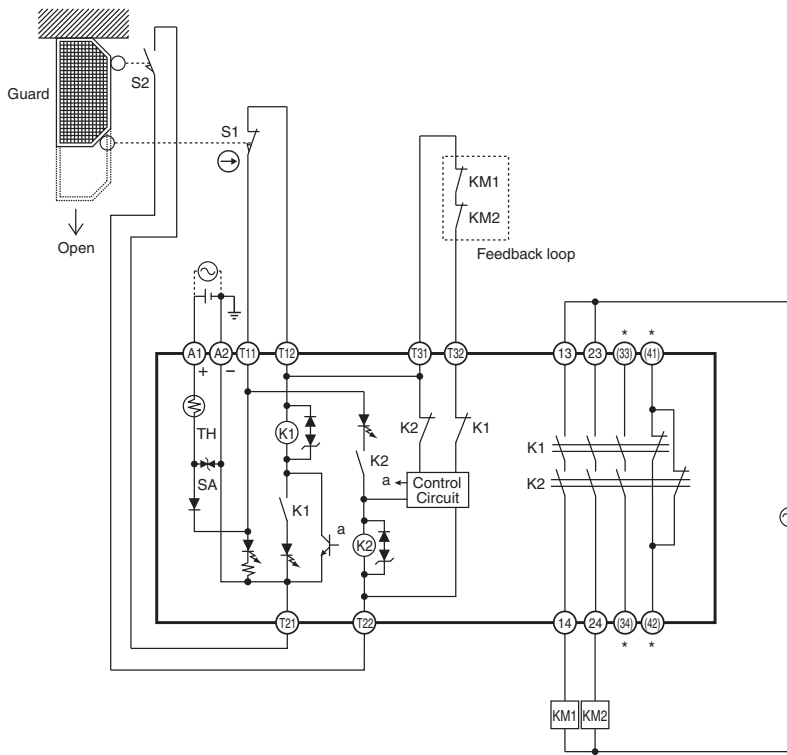 Guard
S2
S1
Open
KM1
KM2
Feedback loop
A1
A2
T11
T12
T31
T32
13
23
(33)
(41)
*
*
+
−
TH
SA
K1
K1
a
K2
K2
K2
K1
a
Control
Circuit
K1
K2
T21
T22
14
24
(34)
(42)
*
*
KM1
KM2